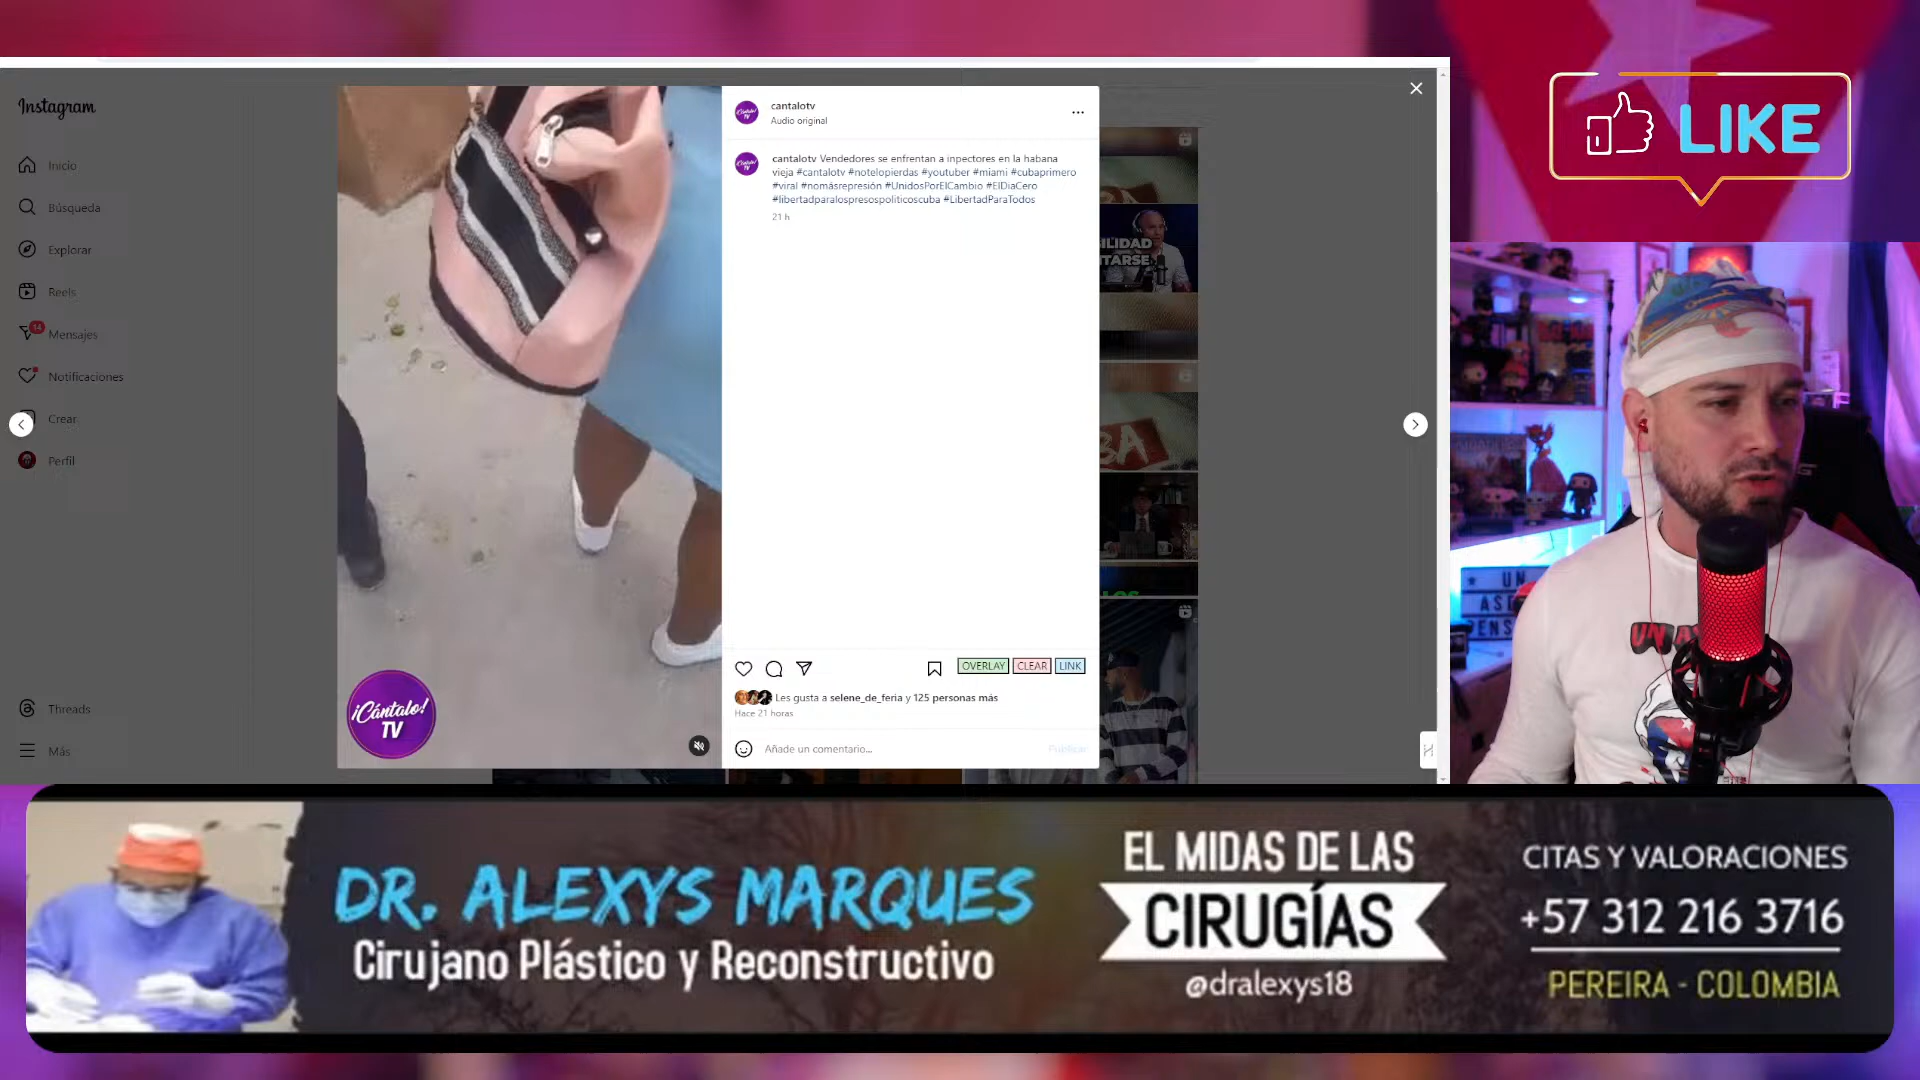 LIKE
Instagram
Inicio
Búsqueda
Explorar
Reels
14
Mensajes
Notificaciones
Crear
Perfil
Threads
Más
cantalotv
Audio original
cantalotv Vendedores se enfrentan a inpectores en la habana
vieja #cantalotv #notelopierdas #youtuber #miami #cubaprimero
#viral #nomásrepresión #UnidosPorElCambio #ElDiaCero
#libertadparalospresospoliticoscuba #LibertadParaTodos
21 h
OVERLAY CLEAR LINK
Les gusta a selene_de_feria y 125 personas más
Hace 21 horas
Añade un comentario...
Publicar
¡Cántalo!
TV
DR. ALEXYS MARQUES
Cirujano Plástico y Reconstructivo
EL MIDAS DE LAS
CIRUGÍAS
@dralexys18
CITAS Y VALORACIONES
+57 312 216 3716
PEREIRA - COLOMBIA